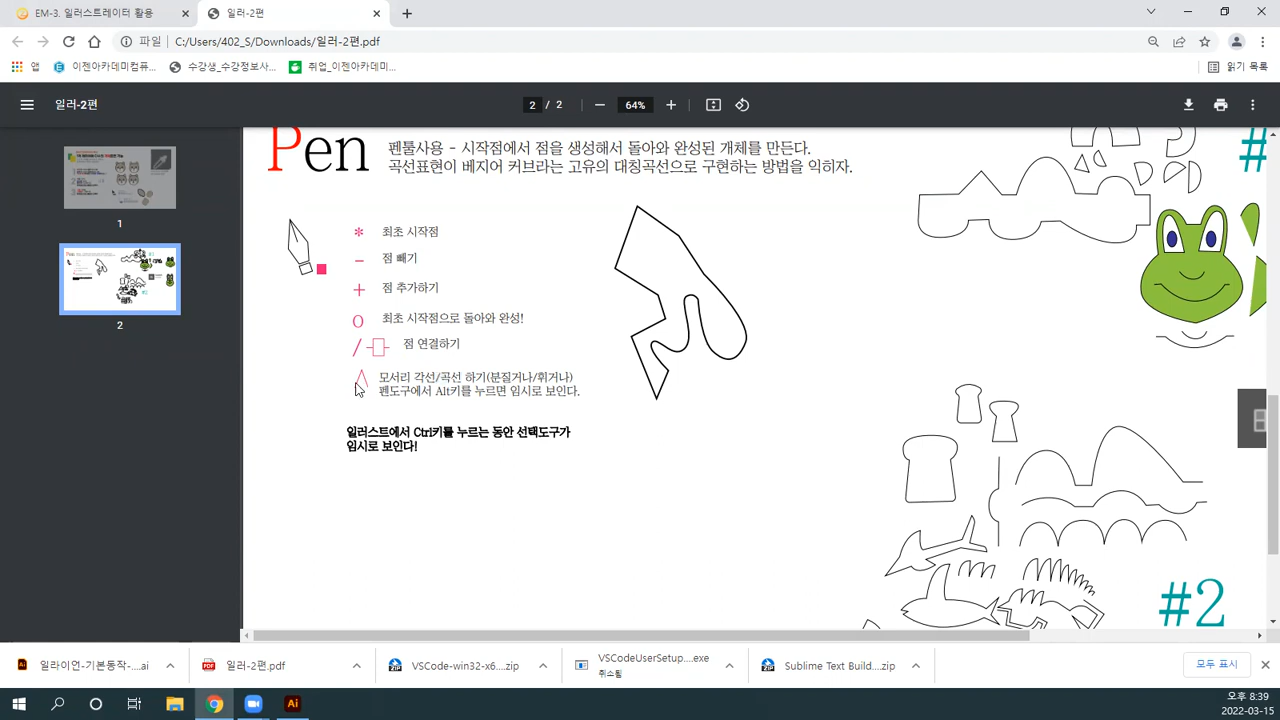 EM-3. 일러스트레이터 활용
일러-2편
파일
C:/Users/402_S/Downloads/일러-2편.pdf
앱
이젠아카데미컴퓨...
수강생_수강정보사...
취업_이젠아카데미...
읽기 목록
일러-2편
2 / 2
64%
1
2
Pen
펜툴사용 - 시작점에서 점을 생성해서 돌아와 완성된 개체를 만든다.
곡선표현이 베지어 커브라는 고유의 대칭곡선으로 구현하는 방법을 익히자.
* 최초 시작점
- 점 빼기
+ 점 추가하기
O 최초 시작점으로 돌아와 완성!
/ 점 연결하기
모서리 각선/곡선 하기(분질거나/휘거나)
펜도구에서 Alt키를 누르면 임시로 보인다.
일러스트에서 Ctrl키를 누르는 동안 선택도구가
임시로 보인다!
#
#2
일라이언-기본동작-....ai
일러-2편.pdf
VSCode-win32-x6....zip
VSCodeUserSetup....exe
취소됨
Sublime Text Build....zip
모두 표시
Ai
오후 8:39
2022-03-15